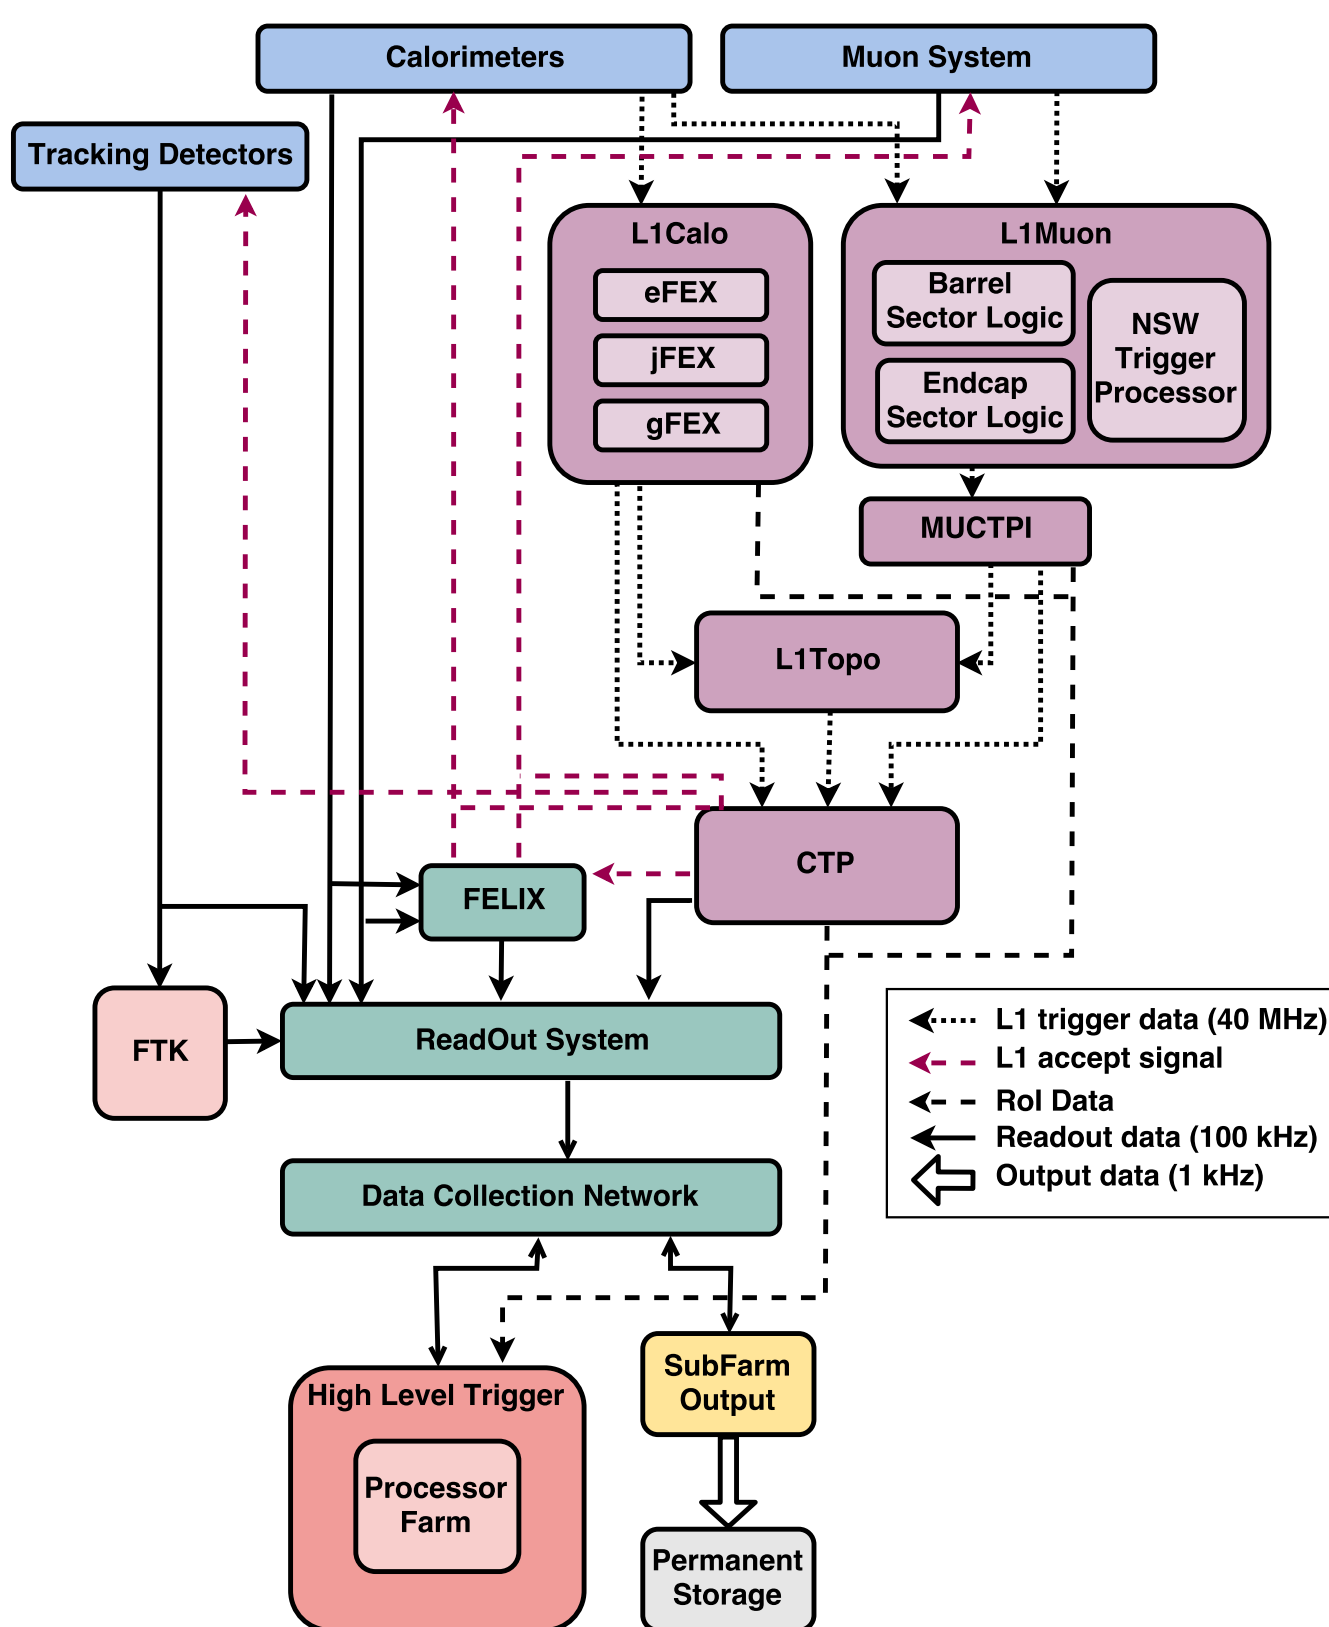 Calorimeters
Muon System
Tracking Detectors
L1Calo
eFEX
jFEX
gFEX
L1Muon
Barrel
Sector Logic
Endcap
Sector Logic
NSW
Trigger
Processor
MUCTPI
L1Topo
CTP
FELIX
FTK
ReadOut System
L1 trigger data (40 MHz)
L1 accept signal
RoI Data
Readout data (100 kHz)
Output data (1 kHz)
Data Collection Network
High Level Trigger
Processor
Farm
SubFarm
Output
Permanent
Storage